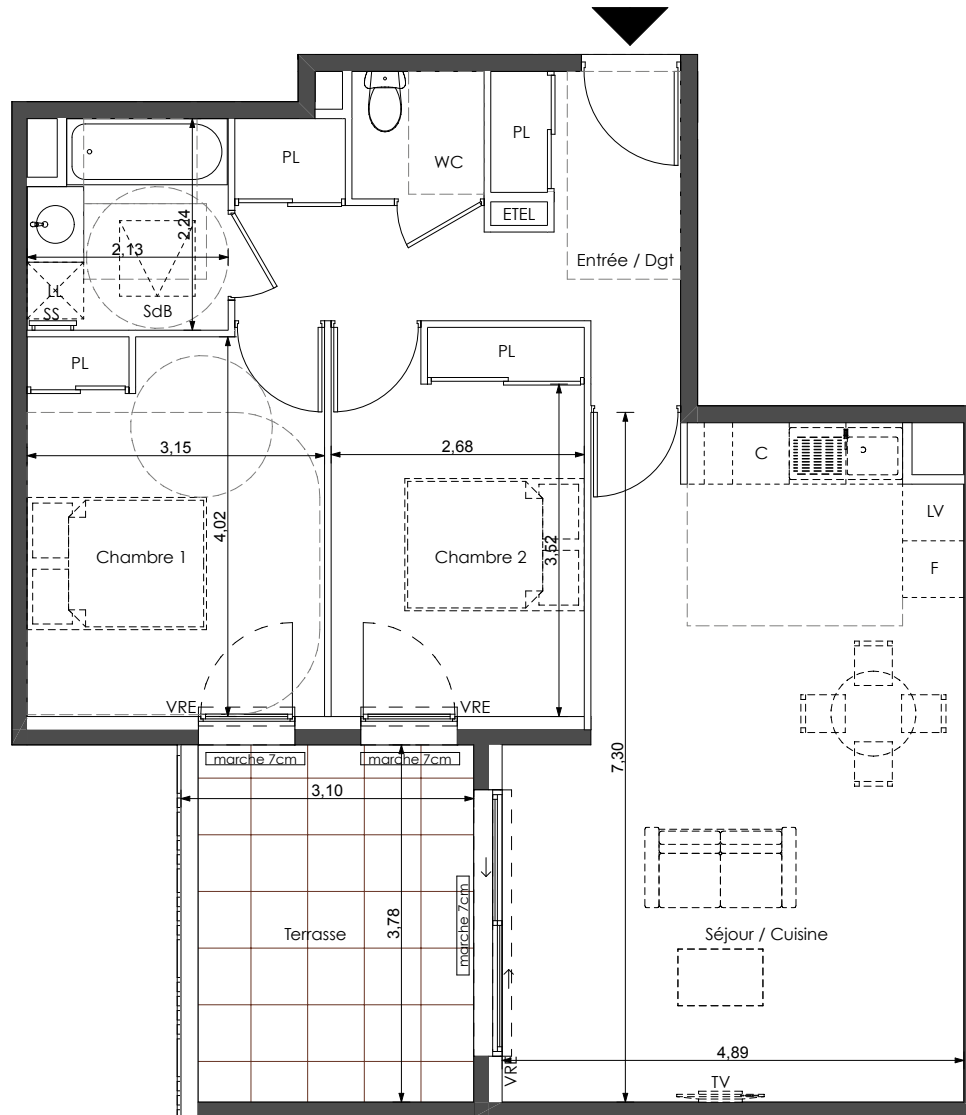 PL
WC
PL
ETEL
Entrée / Dgt
2,24
2,13
LL
SS
SdB
PL
PL
3,15
2,68
C
4,02
3,52
LV
F
Chambre 1
Chambre 2
VRE
VRE
marche 7cm
marche 7cm
7,30
3,10
Terrasse
3,78
marche 7cm
Séjour / Cuisine
4,89
VRE
TV